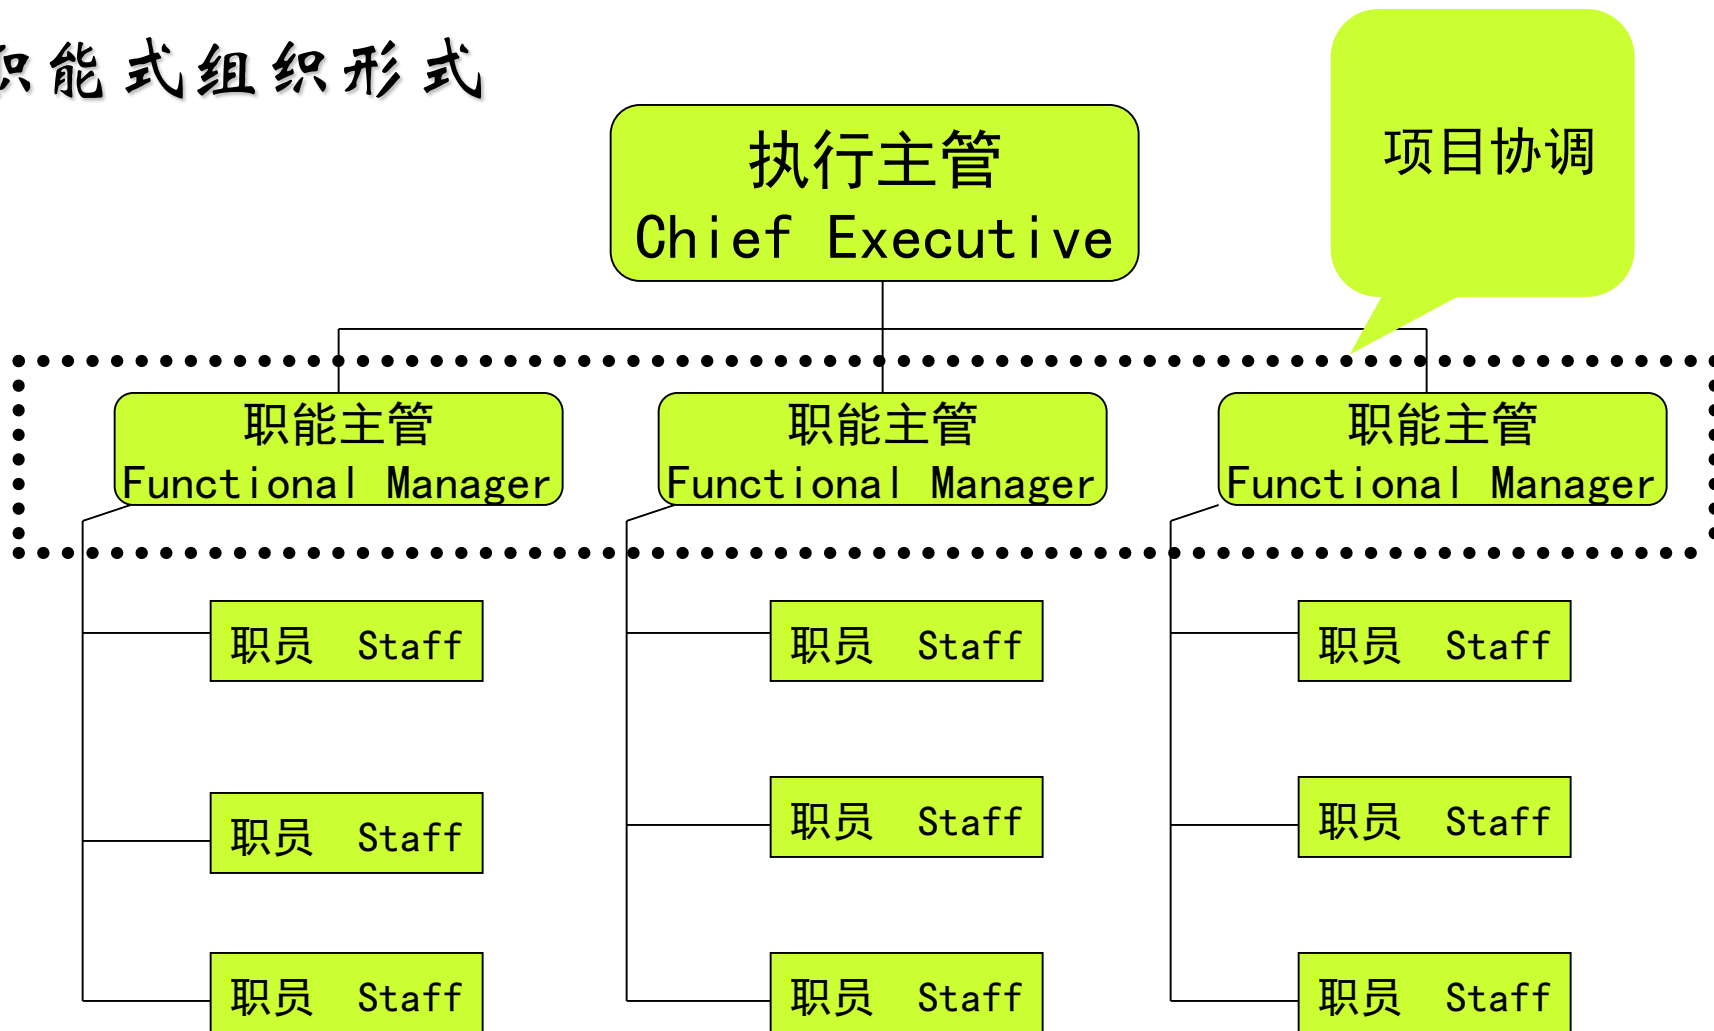 职能式组织形式
执行主管
Chief Executive
项目协调
职能主管
Functional Manager
职能主管
Functional Manager
职能主管
Functional Manager
职员 Staff
职员 Staff
职员 Staff
职员 Staff
职员 Staff
职员 Staff
职员 Staff
职员 Staff
职员 Staff